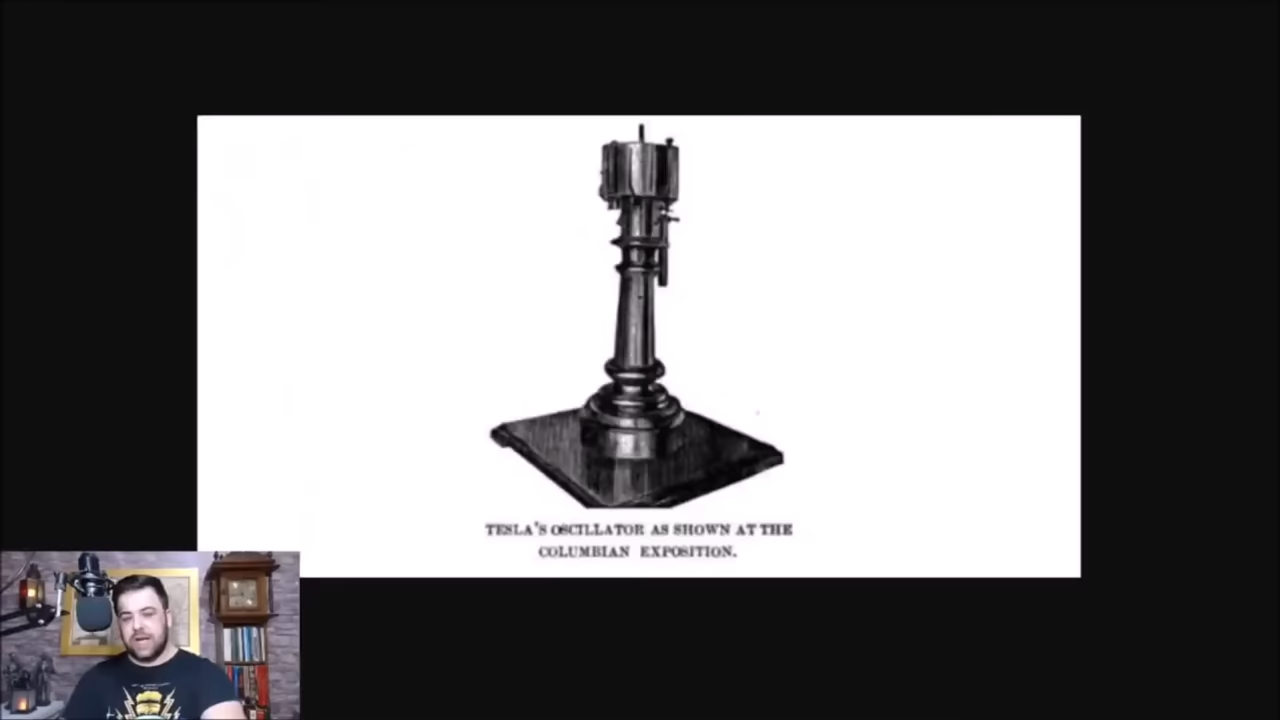 TESLA'S OSCILLATOR AS SHOWN AT THE
COLUMBIAN EXPOSITION.